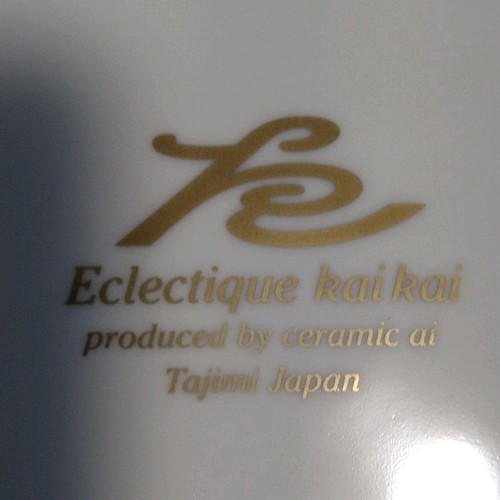 Eclectique kai kai
produced by ceramic ai
Tajimi Japan